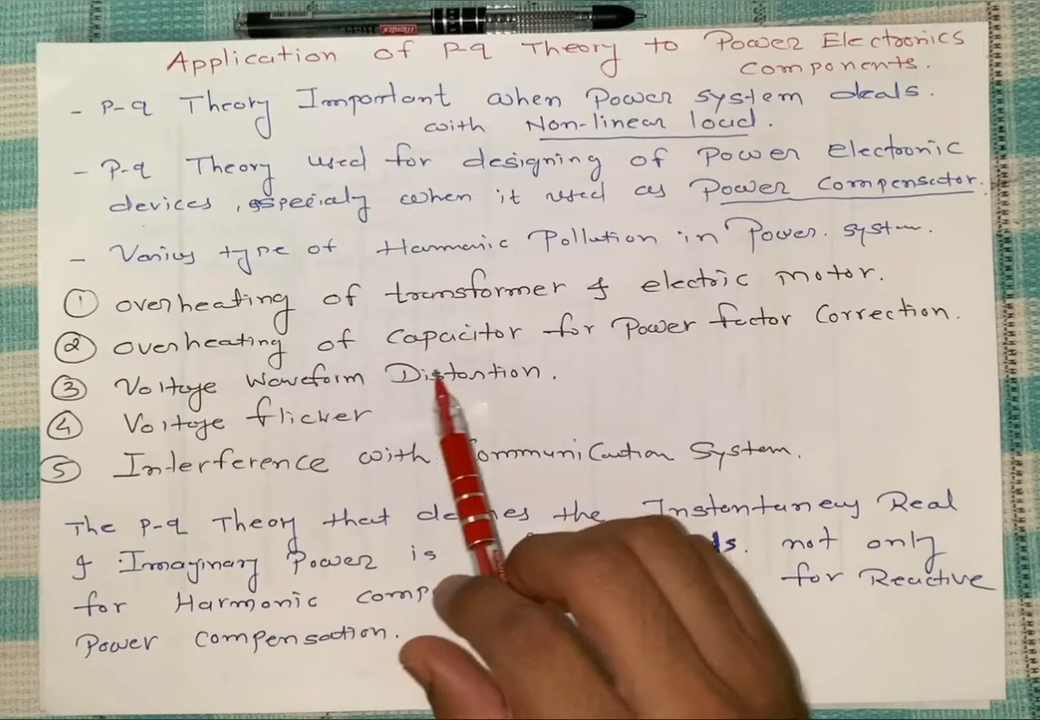 Application of P-q Theory to Power Electronics
components.
- P-q Theory Important when Power system deals.
with Non-linear load.
- P-q Theory used for designing of Power electronic
devices, especialy when it used as Power Compensator.
- Varius type of Harmonic Pollution in Power. system.
① overheating of transformer & electric motor.
② overheating of capacitor for Power factor Correction.
③ Voltage waveform Distortion.
④ Voltage flicker
⑤ Interference with Communication System.
The P-q Theory that the Instantaneous Real
& Imaginary Power is not only
for Harmonic for Reactive
Power compensation.